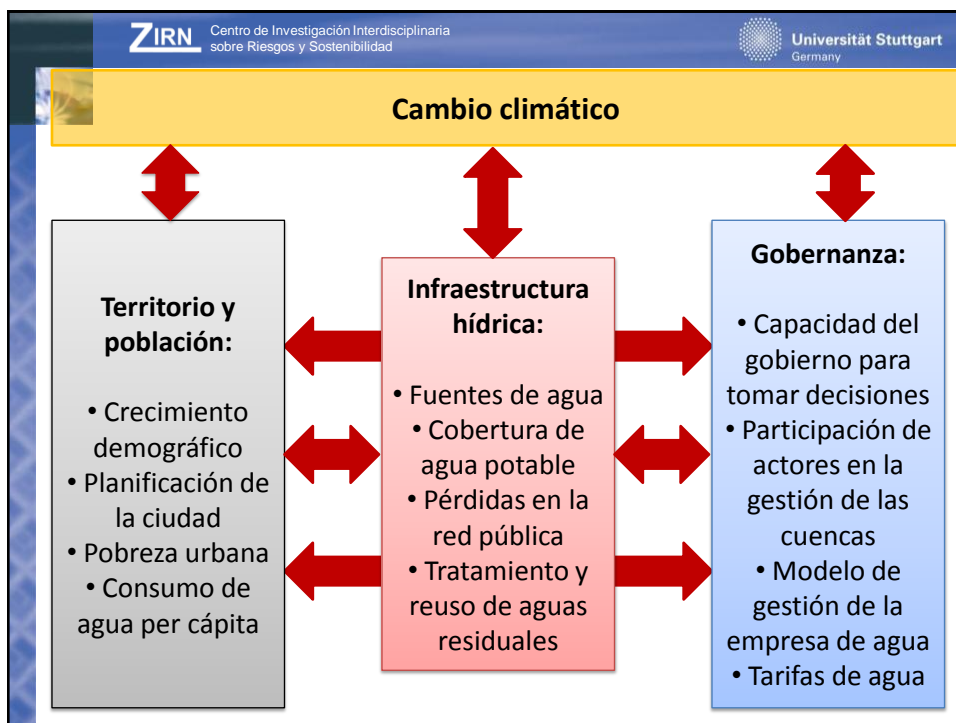 ZIRN
Centro de Investigación Interdisciplinaria
sobre Riesgos y Sostenibilidad
Universität Stuttgart
Germany
Cambio climático
Territorio y
población:
• Crecimiento
demográfico
• Planificación de
la ciudad
• Pobreza urbana
• Consumo de
agua per cápita
Infraestructura
hídrica:
• Fuentes de agua
• Cobertura de
agua potable
• Pérdidas en la
red pública
• Tratamiento y
reuso de aguas
residuales
Gobernanza:
• Capacidad del
gobierno para
tomar decisiones
• Participación de
actores en la
gestión de las
cuencas
• Modelo de
gestión de la
empresa de agua
• Tarifas de agua